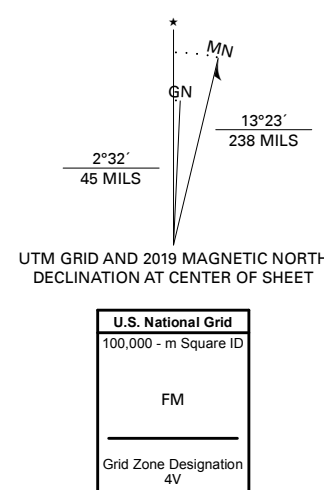 ★
MN
GN
13°23´
238 MILS
2°32´
45 MILS
UTM GRID AND 2019 MAGNETIC NORTH
DECLINATION AT CENTER OF SHEET
U.S. National Grid
100,000 - m Square ID
FM
Grid Zone Designation
4V